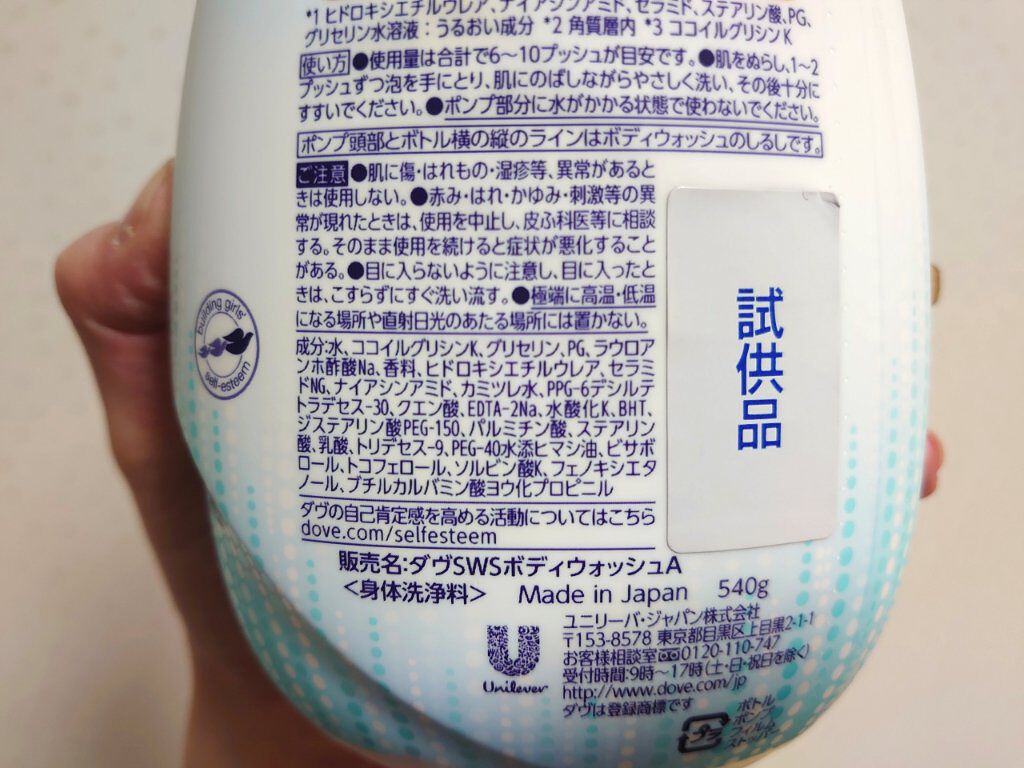 *1 ヒドロキシエチルウレア、ナイアシンアミド、セラミド、ステアリン酸、PG、
グリセリン水溶液：うるおい成分 *2 角質層内 *3 ココイルグリシンK
使い方 ●使用量は合計で6～10プッシュが目安です。●肌をぬらし、1～2
プッシュずつ泡を手にとり、肌にのばしながらやさしく洗い、その後十分に
すすいでください。●ポンプ部分に水がかかる状態で使わないでください。
ポンプ頭部とボトル横の縦のラインはボディウォッシュのしるしです。
ご注意 ●肌に傷・はれもの・湿疹等、異常があると
きは使用しない。●赤み・はれ・かゆみ・刺激等の異
常が現れたときは、使用を中止し、皮ふ科医等に相談
する。そのまま使用を続けると症状が悪化すること
がある。●目に入らないように注意し、目に入ったと
きは、こすらずにすぐ洗い流す。●極端に高温・低温
になる場所や直射日光のあたる場所には置かない。
成分:水、ココイルグリシンK、グリセリン、PG、ラウロア
ンホ酢酸Na、香料、ヒドロキシエチルウレア、セラミ
ドNG、ナイアシンアミド、カミツレ水、PPG-6デシルテ
トラデセス-30、クエン酸、EDTA-2Na、水酸化K、BHT、
ジステアリン酸PEG-150、パルミチン酸、ステアリン
酸、乳酸、トリデセス-9、PEG-40水添ヒマシ油、ビサボ
ロール、トコフェロール、ソルビン酸K、フェノキシエタ
ノール、ブチルカルバミン酸ヨウ化プロピニル
ダヴの自己肯定感を高める活動についてはこちら
dove.com/selfesteem
building girls'
self-esteem
試供品
販売名:ダヴSWSボディウォッシュA
＜身体洗浄料＞ Made in Japan 540g
ユニリーバ・ジャパン株式会社
〒153-8578 東京都目黒区上目黒2-1-1
お客様相談室 0120-110-747
受付時間:9時～17時(土・日・祝日を除く)
http://www.dove.com/jp
ダヴは登録商標です
Unilever
プラ
ボトル
ポンプ
フィルム
ストッパー